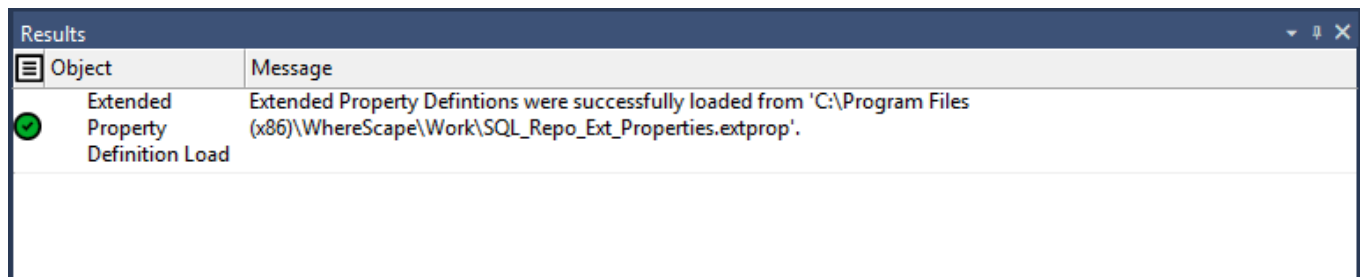 Results
Object Message
Extended Property Definition Load
Extended Property Defintions were successfully loaded from 'C:\Program Files
(x86)\WhereScape\Work\SQL_Repo_Ext_Properties.extprop'.